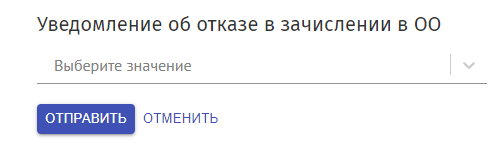 Уведомление об отказе в зачислении в ОО
Выберите значение
ОТПРАВИТЬ ОТМЕНИТЬ